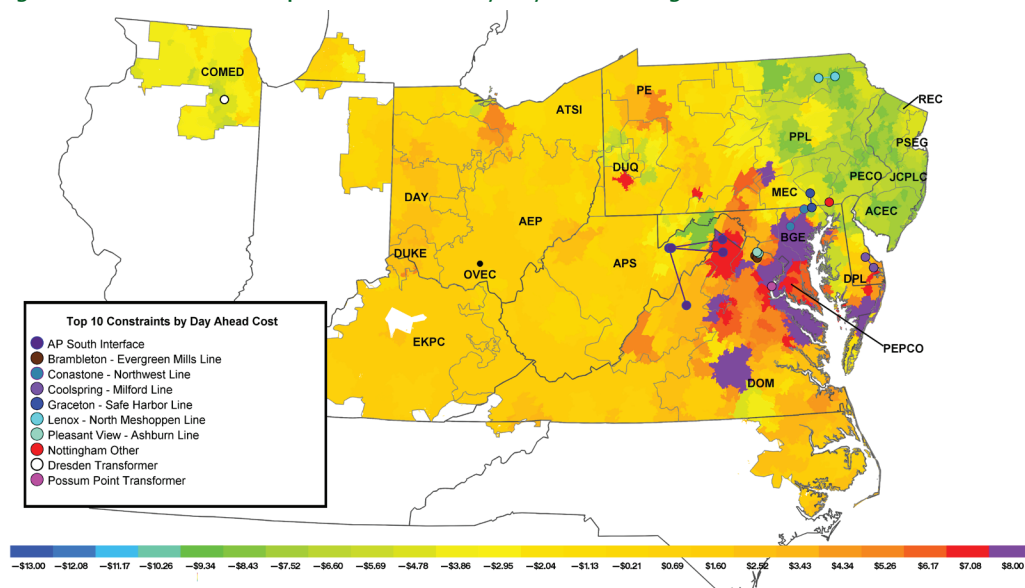 COMED
REC
PE
ATSI
PPL
PSEG
DUQ
PECO
JCPLC
MEC
DAY
ACEC
AEP
BGE
DUKE
APS
OVEC
DPL
Top 10 Constraints by Day Ahead Cost
AP South Interface
Brambleton - Evergreen Mills Line
Conastone - Northwest Line
Coolspring - Milford Line
Graceton - Safe Harbor Line
Lenox - North Meshoppen Line
Pleasant View - Ashburn Line
Nottingham Other
Dresden Transformer
Possum Point Transformer
EKPC
PEPCO
DOM
−$13.00 −$12.08 −$11.17 −$10.26 −$9.34 −$8.43 −$7.52 −$6.60 −$5.69 −$4.78 −$3.86 −$2.95 −$2.04 −$1.13 −$0.21 $0.69 $1.60 $2.52 $3.43 $4.34 $5.26 $6.17 $7.08 $8.00